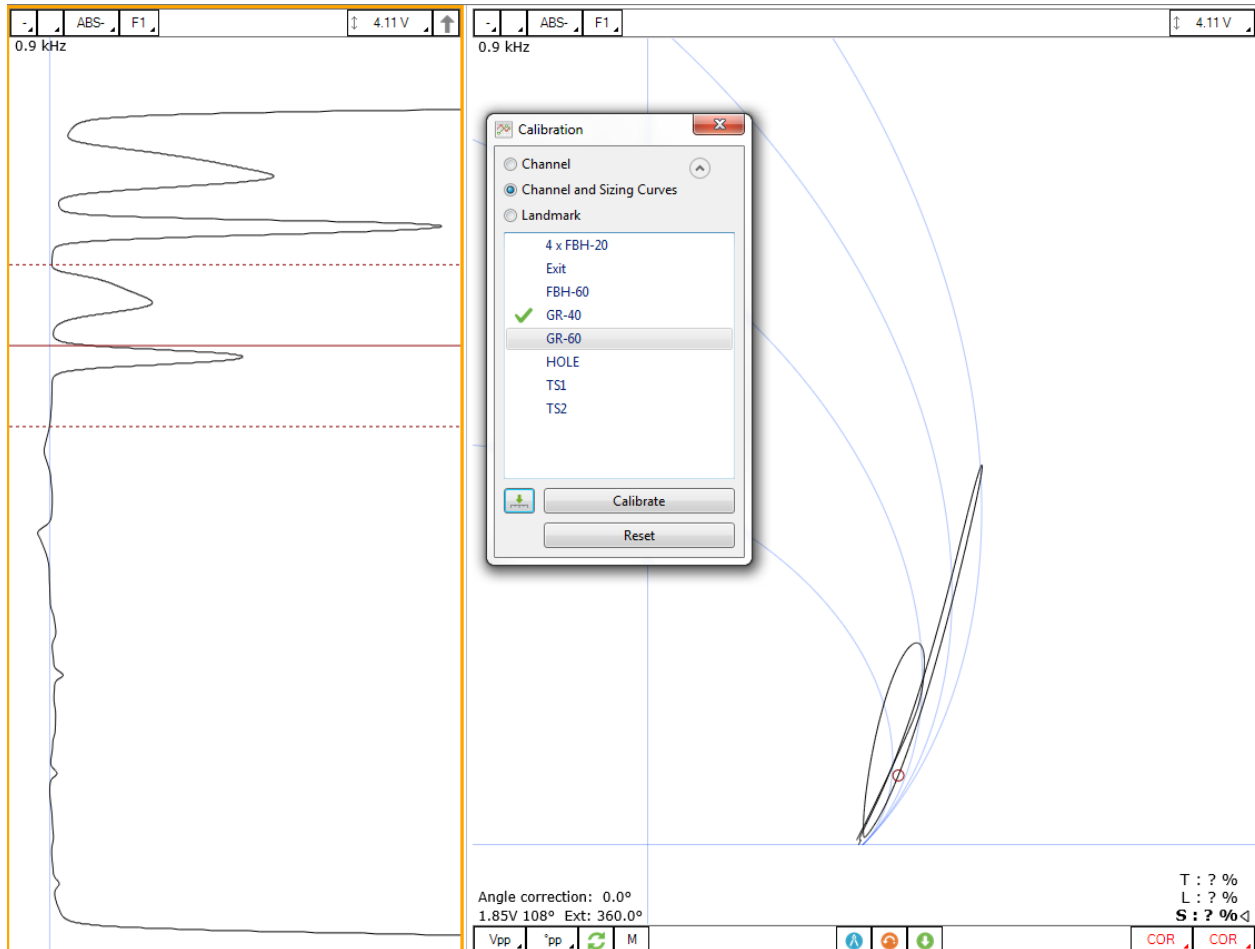 - ABS- F1 4.11 V
0.9 kHz
- ABS- F1 4.11 V
0.9 kHz
Calibration
Channel
Channel and Sizing Curves
Landmark
4 x FBH-20
Exit
FBH-60
GR-40
GR-60
HOLE
TS1
TS2
Calibrate
Reset
Angle correction: 0.0°
1.85V 108° Ext: 360.0°
T : ? %
L : ? %
S : ? %
Vpp °pp M COR COR